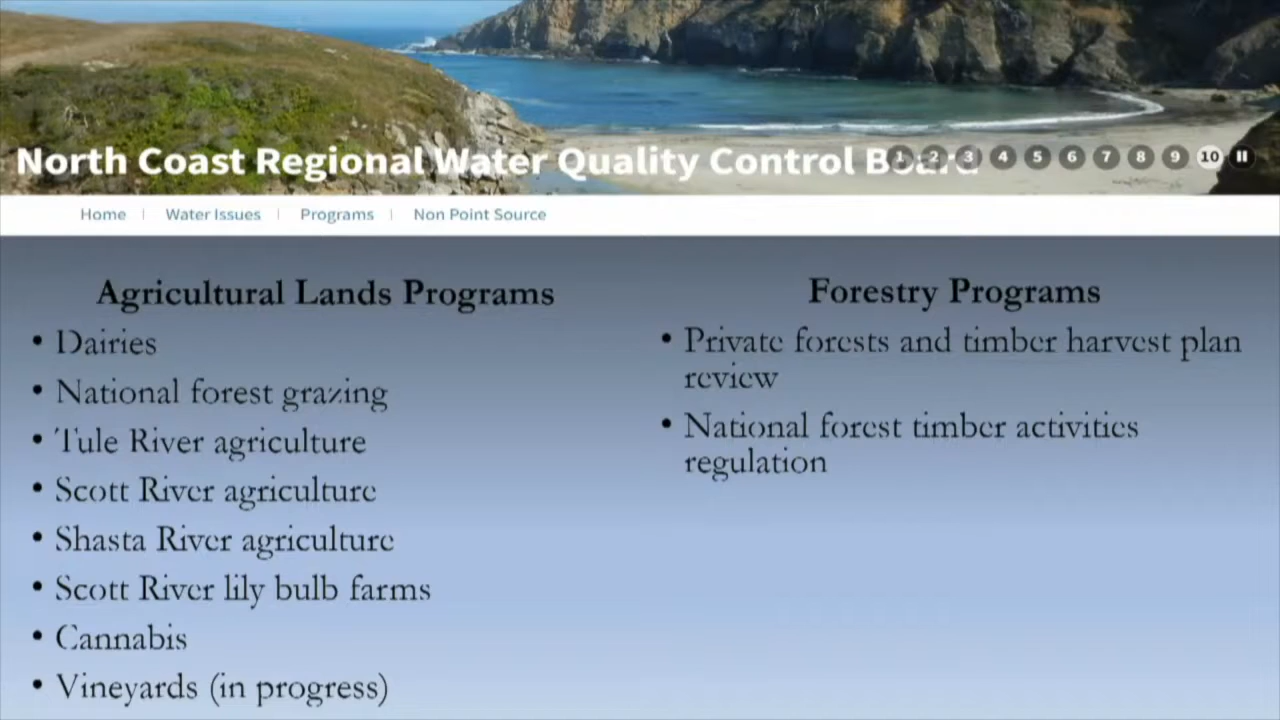 North Coast Regional Water Quality Control Board
1 2 3 4 5 6 7 8 9 10
Home | Water Issues | Programs | Non Point Source
Agricultural Lands Programs
• Dairies
• National forest grazing
• Tule River agriculture
• Scott River agriculture
• Shasta River agriculture
• Scott River lily bulb farms
• Cannabis
• Vineyards (in progress)
Forestry Programs
• Private forests and timber harvest plan
review
• National forest timber activities
regulation